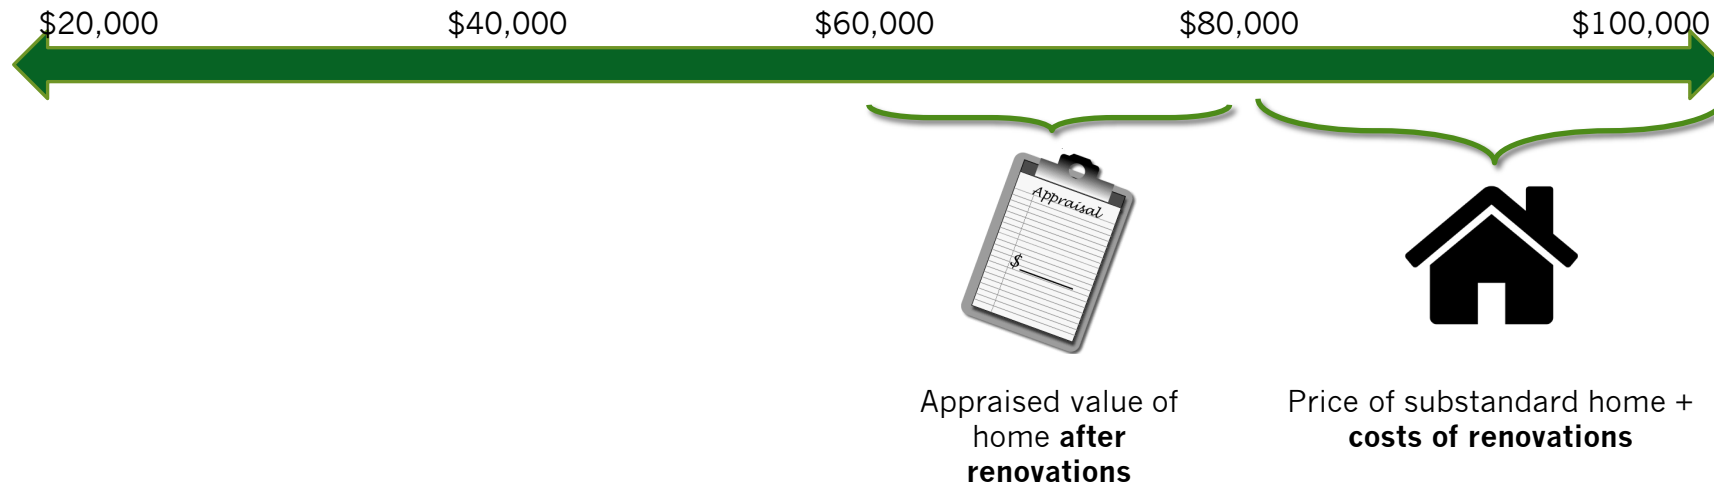 $20,000 $40,000 $60,000 $80,000 $100,000
Appraisal
$
Appraised value of
home after
renovations
Price of substandard home +
costs of renovations